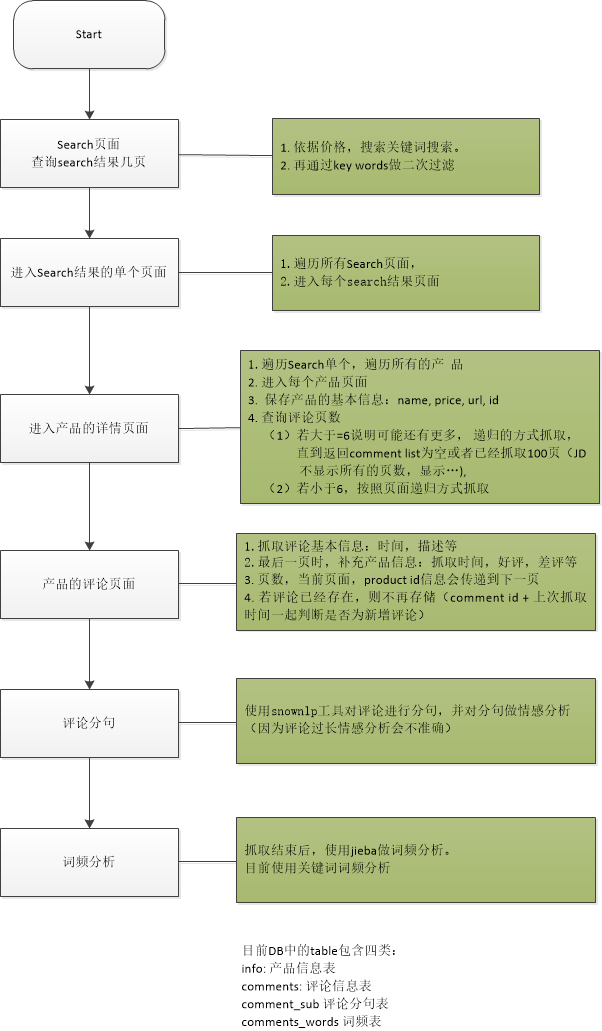 Start
Search页面
查询search结果几页
1. 依据价格，搜索关键词搜索。
2. 再通过key words做二次过滤
进入Search结果的单个页面
1. 遍历所有Search页面，
2. 进入每个search结果页面
进入产品的详情页面
1. 遍历Search单个，遍历所有的产 品
2. 进入每个产品页面
3. 保存产品的基本信息：name, price, url, id
4. 查询评论页数
（1）若大于=6说明可能还有更多， 递归的方式抓取，
直到返回comment list为空或者已经抓取100页（JD
不显示所有的页数，显示…),
（2）若小于6，按照页面递归方式抓取
产品的评论页面
1. 抓取评论基本信息：时间，描述等
2. 最后一页时，补充产品信息：抓取时间，好评，差评等
3. 页数，当前页面，product id信息会传递到下一页
4. 若评论已经存在，则不再存储（comment id + 上次抓取
时间一起判断是否为新增评论）
评论分句
使用snownlp工具对评论进行分句，并对分句做情感分析
（因为评论过长情感分析会不准确）
词频分析
抓取结束后，使用jieba做词频分析。
目前使用关键词词频分析
目前DB中的table包含四类：
info: 产品信息表
comments: 评论信息表
comment_sub 评论分句表
comments_words 词频表